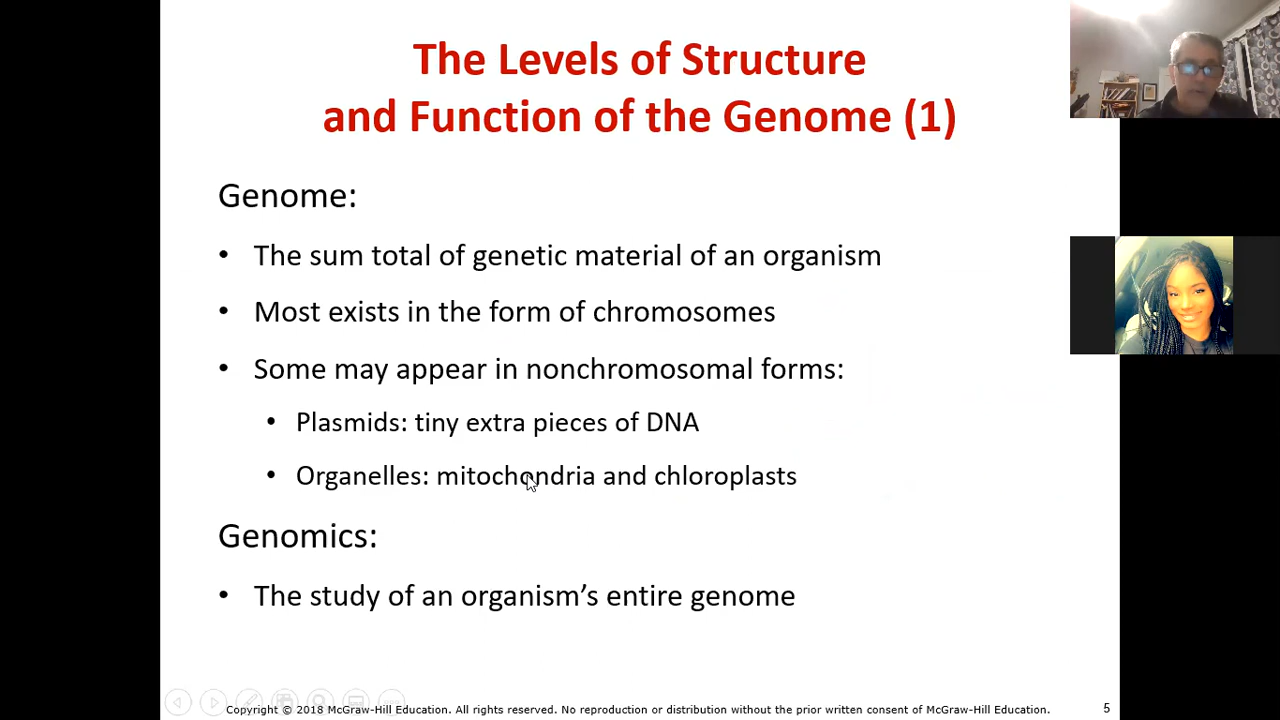 The Levels of Structure
and Function of the Genome (1)
Genome:
• The sum total of genetic material of an organism
• Most exists in the form of chromosomes
• Some may appear in nonchromosomal forms:
• Plasmids: tiny extra pieces of DNA
• Organelles: mitochondria and chloroplasts
Genomics:
• The study of an organism’s entire genome
Copyright © 2018 McGraw-Hill Education. All rights reserved. No reproduction or distribution without the prior written consent of McGraw-Hill Education.
5